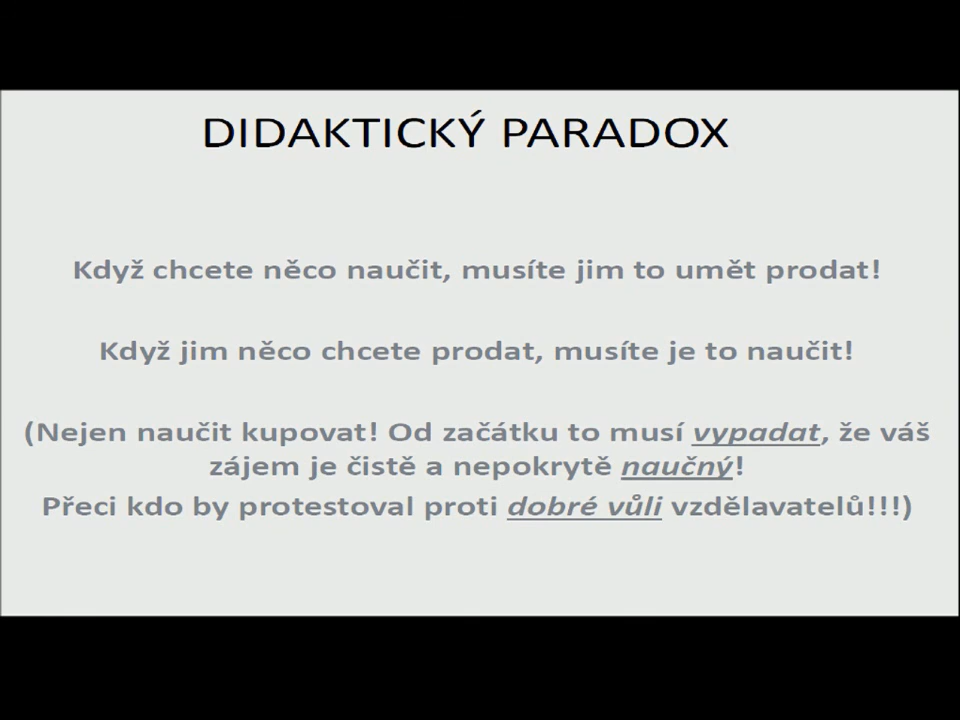 DIDAKTICKÝ PARADOX
Když chcete něco naučit, musíte jim to umět prodat!
Když jim něco chcete prodat, musíte je to naučit!
(Nejen naučit kupovat! Od začátku to musí vypadat, že váš
zájem je čistě a nepokrytě naučný!
Přeci kdo by protestoval proti dobré vůli vzdělavatelů!!!)